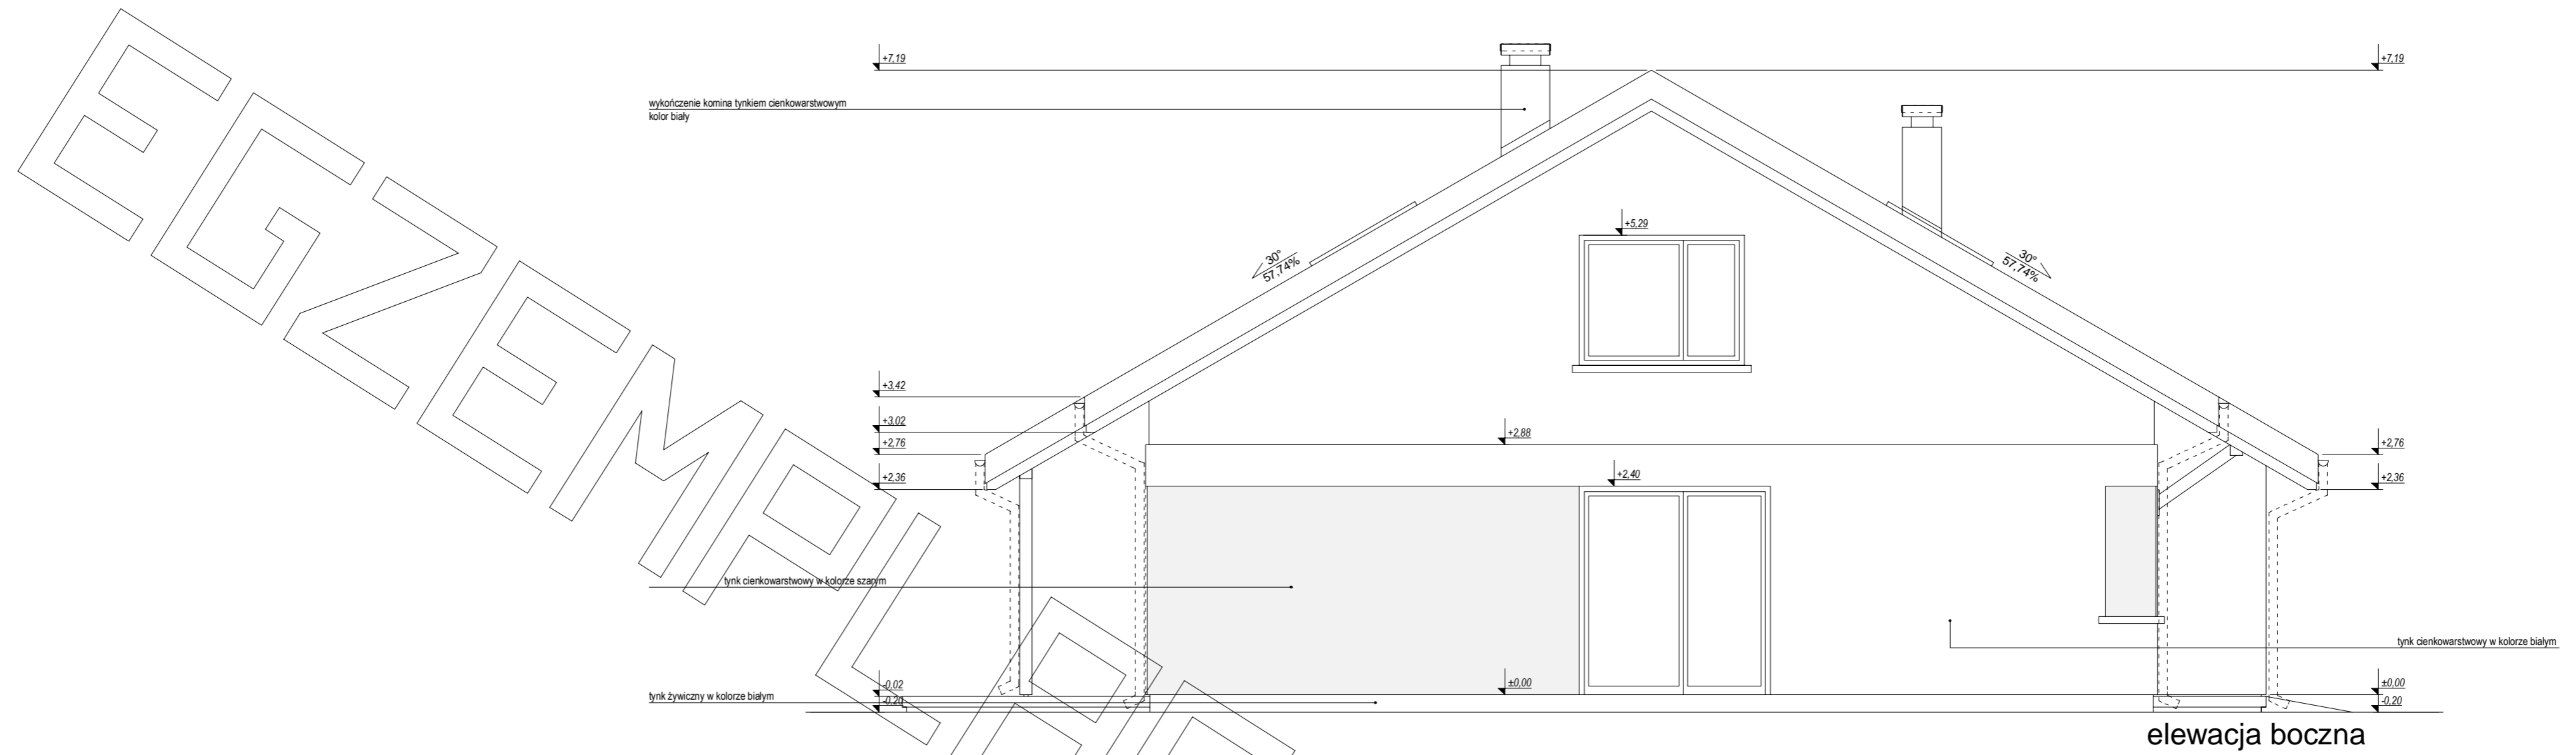 EGZEMPL
+7,19
+7,19
wykończenie komina tynkiem cienkowarstwowym
kolor biały
+5,29
30°
57,74%
30°
57,74%
+3,42
+3,02
+2,76
+2,36
+2,88
+2,40
+2,76
+2,36
tynk cienkowarstwowy w kolorze szarym
tynk cienkowarstwowy w kolorze białym
tynk żywiczny w kolorze białym
-0,02
-0,20
±0,00
±0,00
-0,20
elewacja boczna